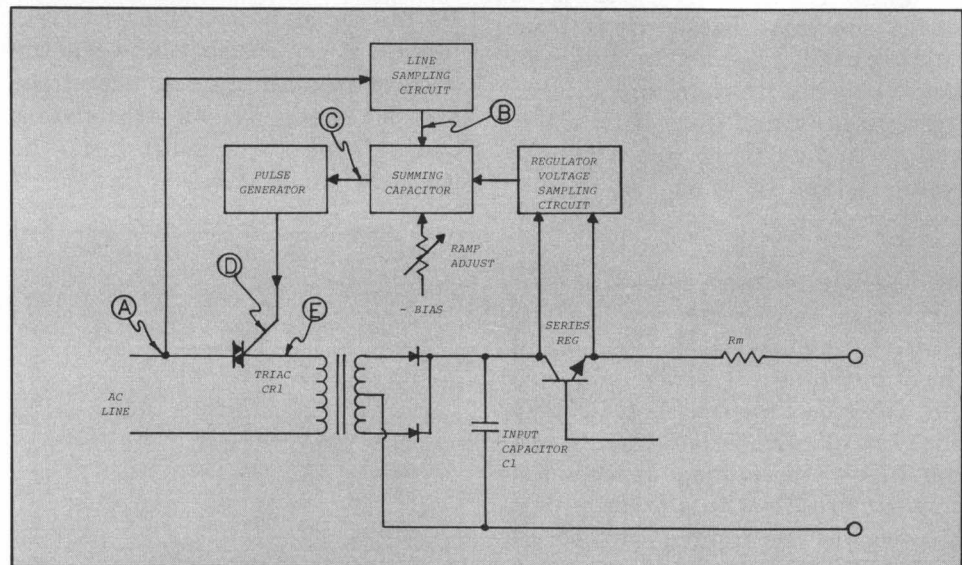 LINE
SAMPLING
CIRCUIT
B
C
PULSE
GENERATOR
SUMMING
CAPACITOR
REGULATOR
VOLTAGE
SAMPLING
CIRCUIT
RAMP
ADJUST
- BIAS
D
A
E
SERIES
REG
Rm
TRIAC
CR1
AC
LINE
INPUT
CAPACITOR
C1